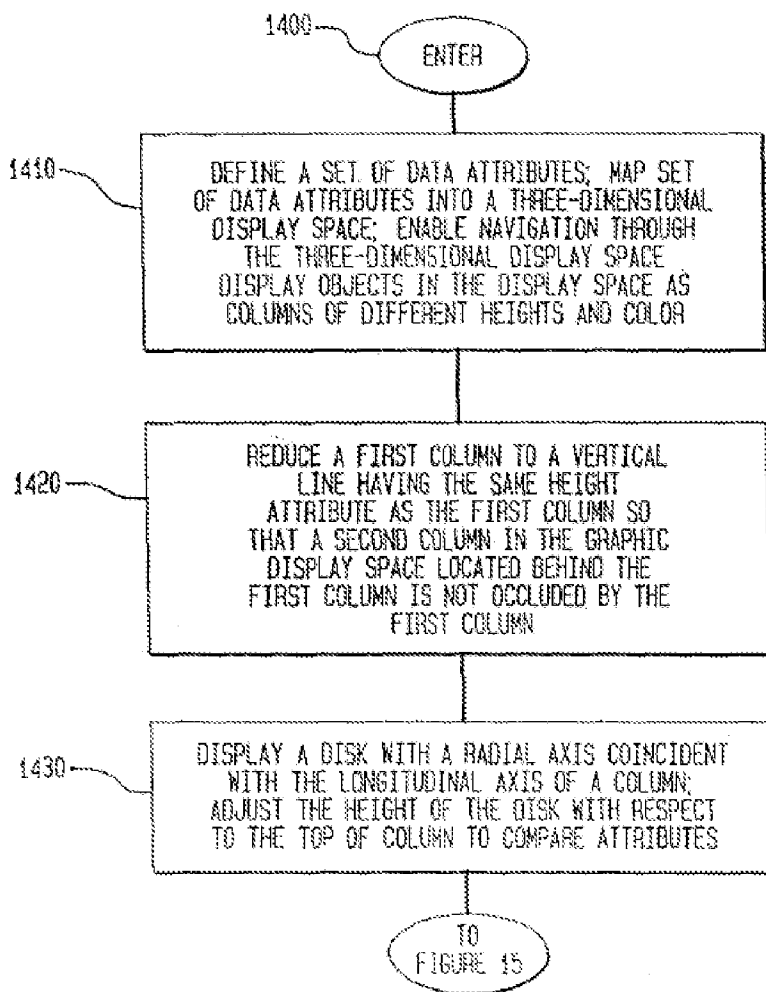 1400
ENTER
1410
DEFINE A SET OF DATA ATTRIBUTES; MAP SET
OF DATA ATTRIBUTES INTO A THREE-DIMENSIONAL
DISPLAY SPACE; ENABLE NAVIGATION THROUGH
THE THREE-DIMENSIONAL DISPLAY SPACE
DISPLAY OBJECTS IN THE DISPLAY SPACE AS
COLUMNS OF DIFFERENT HEIGHTS AND COLOR
1420
REDUCE A FIRST COLUMN TO A VERTICAL
LINE HAVING THE SAME HEIGHT
ATTRIBUTE AS THE FIRST COLUMN SO
THAT A SECOND COLUMN IN THE GRAPHIC
DISPLAY SPACE LOCATED BEHIND THE
FIRST COLUMN IS NOT OCCLUDED BY THE
FIRST COLUMN
1430
DISPLAY A DISK WITH A RADIAL AXIS COINCIDENT
WITH THE LONGITUDINAL AXIS OF A COLUMN;
ADJUST THE HEIGHT OF THE DISK WITH RESPECT
TO THE TOP OF COLUMN TO COMPARE ATTRIBUTES
TO
FIGURE 15